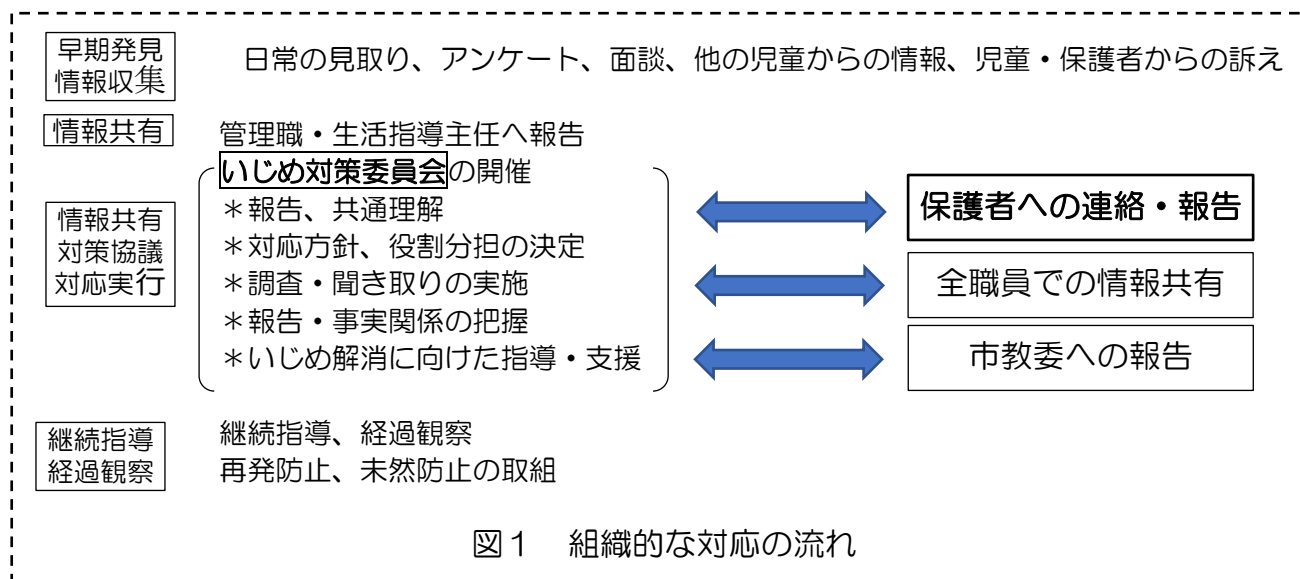 早期発見
情報収集
日常の見取り、アンケート、面談、他の児童からの情報、児童・保護者からの訴え
情報共有
管理職・生活指導主任へ報告
いじめ対策委員会の開催
情報共有
対策協議
対応実行
＊報告、共通理解
＊対応方針、役割分担の決定
＊調査・聞き取りの実施
＊報告・事実関係の把握
＊いじめ解消に向けた指導・支援
保護者への連絡・報告
全職員での情報共有
市教委への報告
継続指導
経過観察
継続指導、経過観察
再発防止、未然防止の取組
図１　組織的な対応の流れ